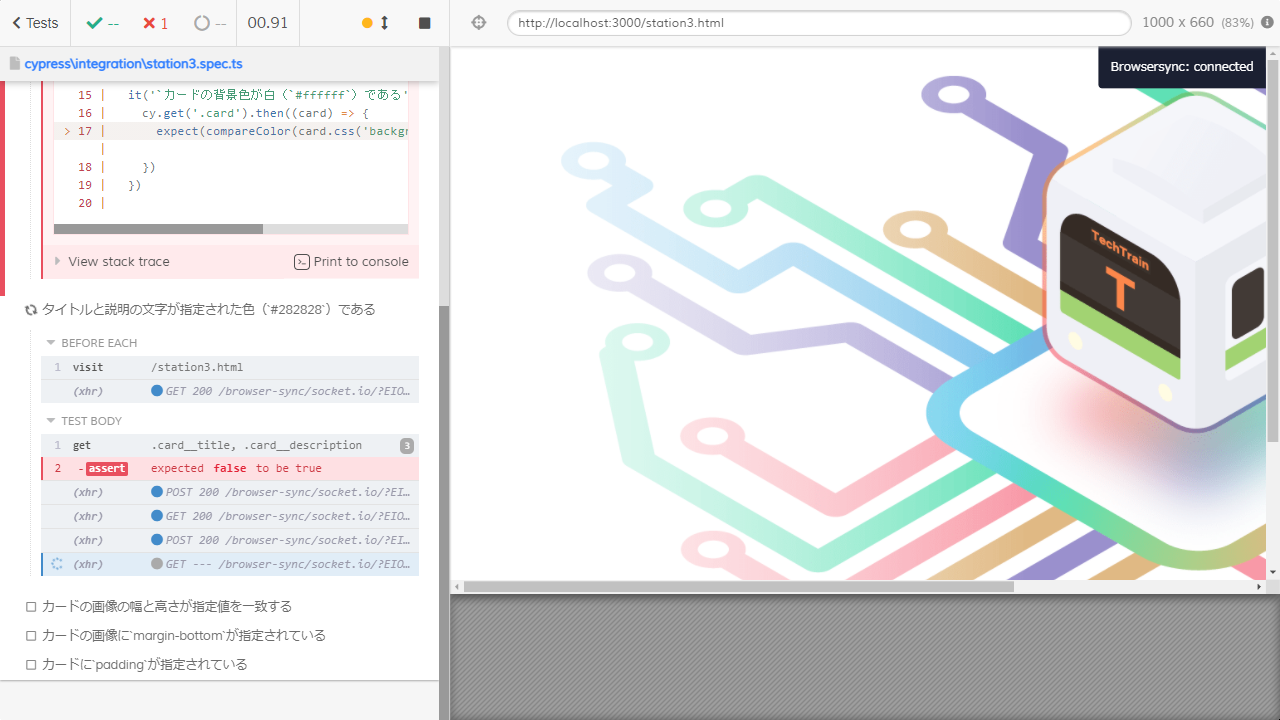 Tests
--
1
--
00.91
http://localhost:3000/station3.html
1000 x 660 (83%)
cypress\integration\station3.spec.ts
Browsersync: connected
15 | it('`カードの背景色が白（`#ffffff`）である'
16 | cy.get('.card').then((card) => {
> 17 | expect(compareColor(card.css('backgr
|
18 | })
19 | })
20 |
View stack trace
Print to console
タイトルと説明の文字が指定された色（`#282828`）である
BEFORE EACH
1 visit /station3.html
(xhr) GET 200 /browser-sync/socket.io/?EIO…
TEST BODY
1 get .card__title, .card__description 3
2 -assert expected false to be true
(xhr) POST 200 /browser-sync/socket.io/?EI…
(xhr) GET 200 /browser-sync/socket.io/?EIO…
(xhr) POST 200 /browser-sync/socket.io/?EI…
(xhr) GET --- /browser-sync/socket.io/?EIO…
カードの画像の幅と高さが指定値を一致する
カードの画像に`margin-bottom`が指定されている
カードに`padding`が指定されている
TechTrain
T